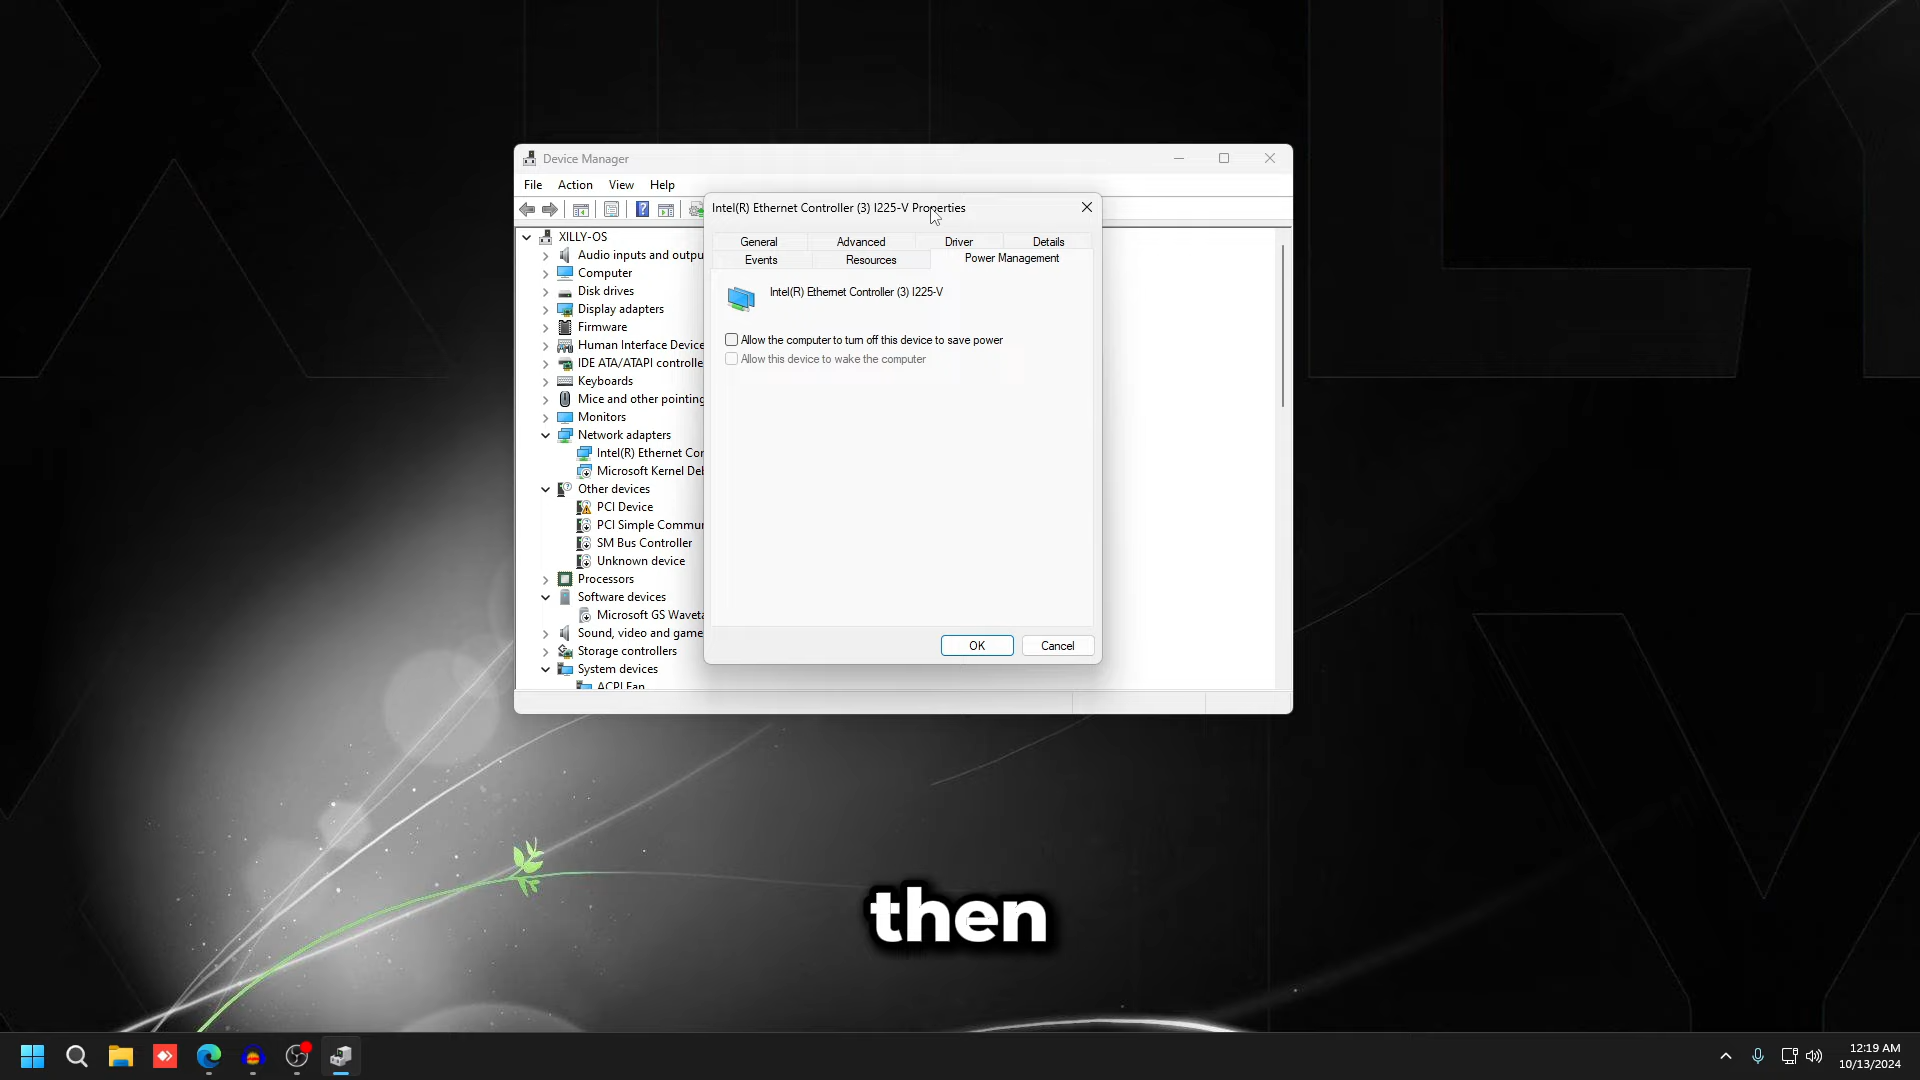 Device Manager
File Action View Help
Intel(R) Ethernet Controller (3) I225-V Properties
General Advanced Driver Details
Events Resources Power Management
Intel(R) Ethernet Controller (3) I225-V
Allow the computer to turn off this device to save power
Allow this device to wake the computer
OK Cancel
XILLY-OS
Audio inputs and outpu
Computer
Disk drives
Display adapters
Firmware
Human Interface Device
IDE ATA/ATAPI controlle
Keyboards
Mice and other pointing
Monitors
Network adapters
Intel(R) Ethernet Cor
Microsoft Kernel Deb
Other devices
PCI Device
PCI Simple Commun
SM Bus Controller
Unknown device
Processors
Software devices
Microsoft GS Waveta
Sound, video and game
Storage controllers
System devices
ACPI Fan
then
12:19 AM
10/13/2024